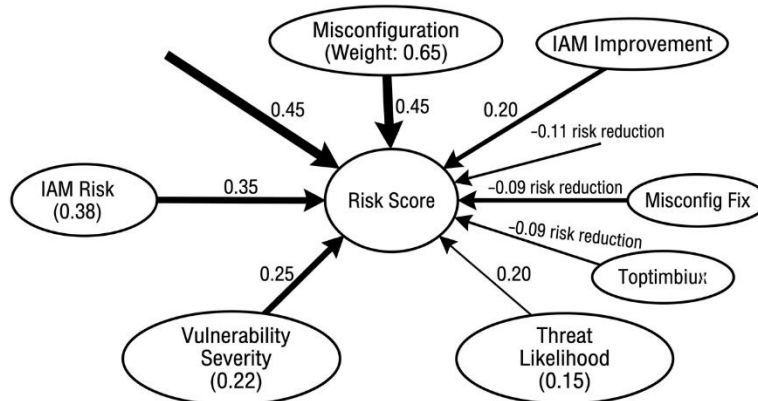 Misconfiguration
(Weight: 0.65)
IAM Improvement
0.45
0.45
0.20
–0.11 risk reduction
IAM Risk
(0.38)
0.35
Risk Score
–0.09 risk reduction
Misconfig Fix
–0.09 risk reduction
Toptimbiux
0.25
0.20
Vulnerability
Severity
(0.22)
Threat
Likelihood
(0.15)